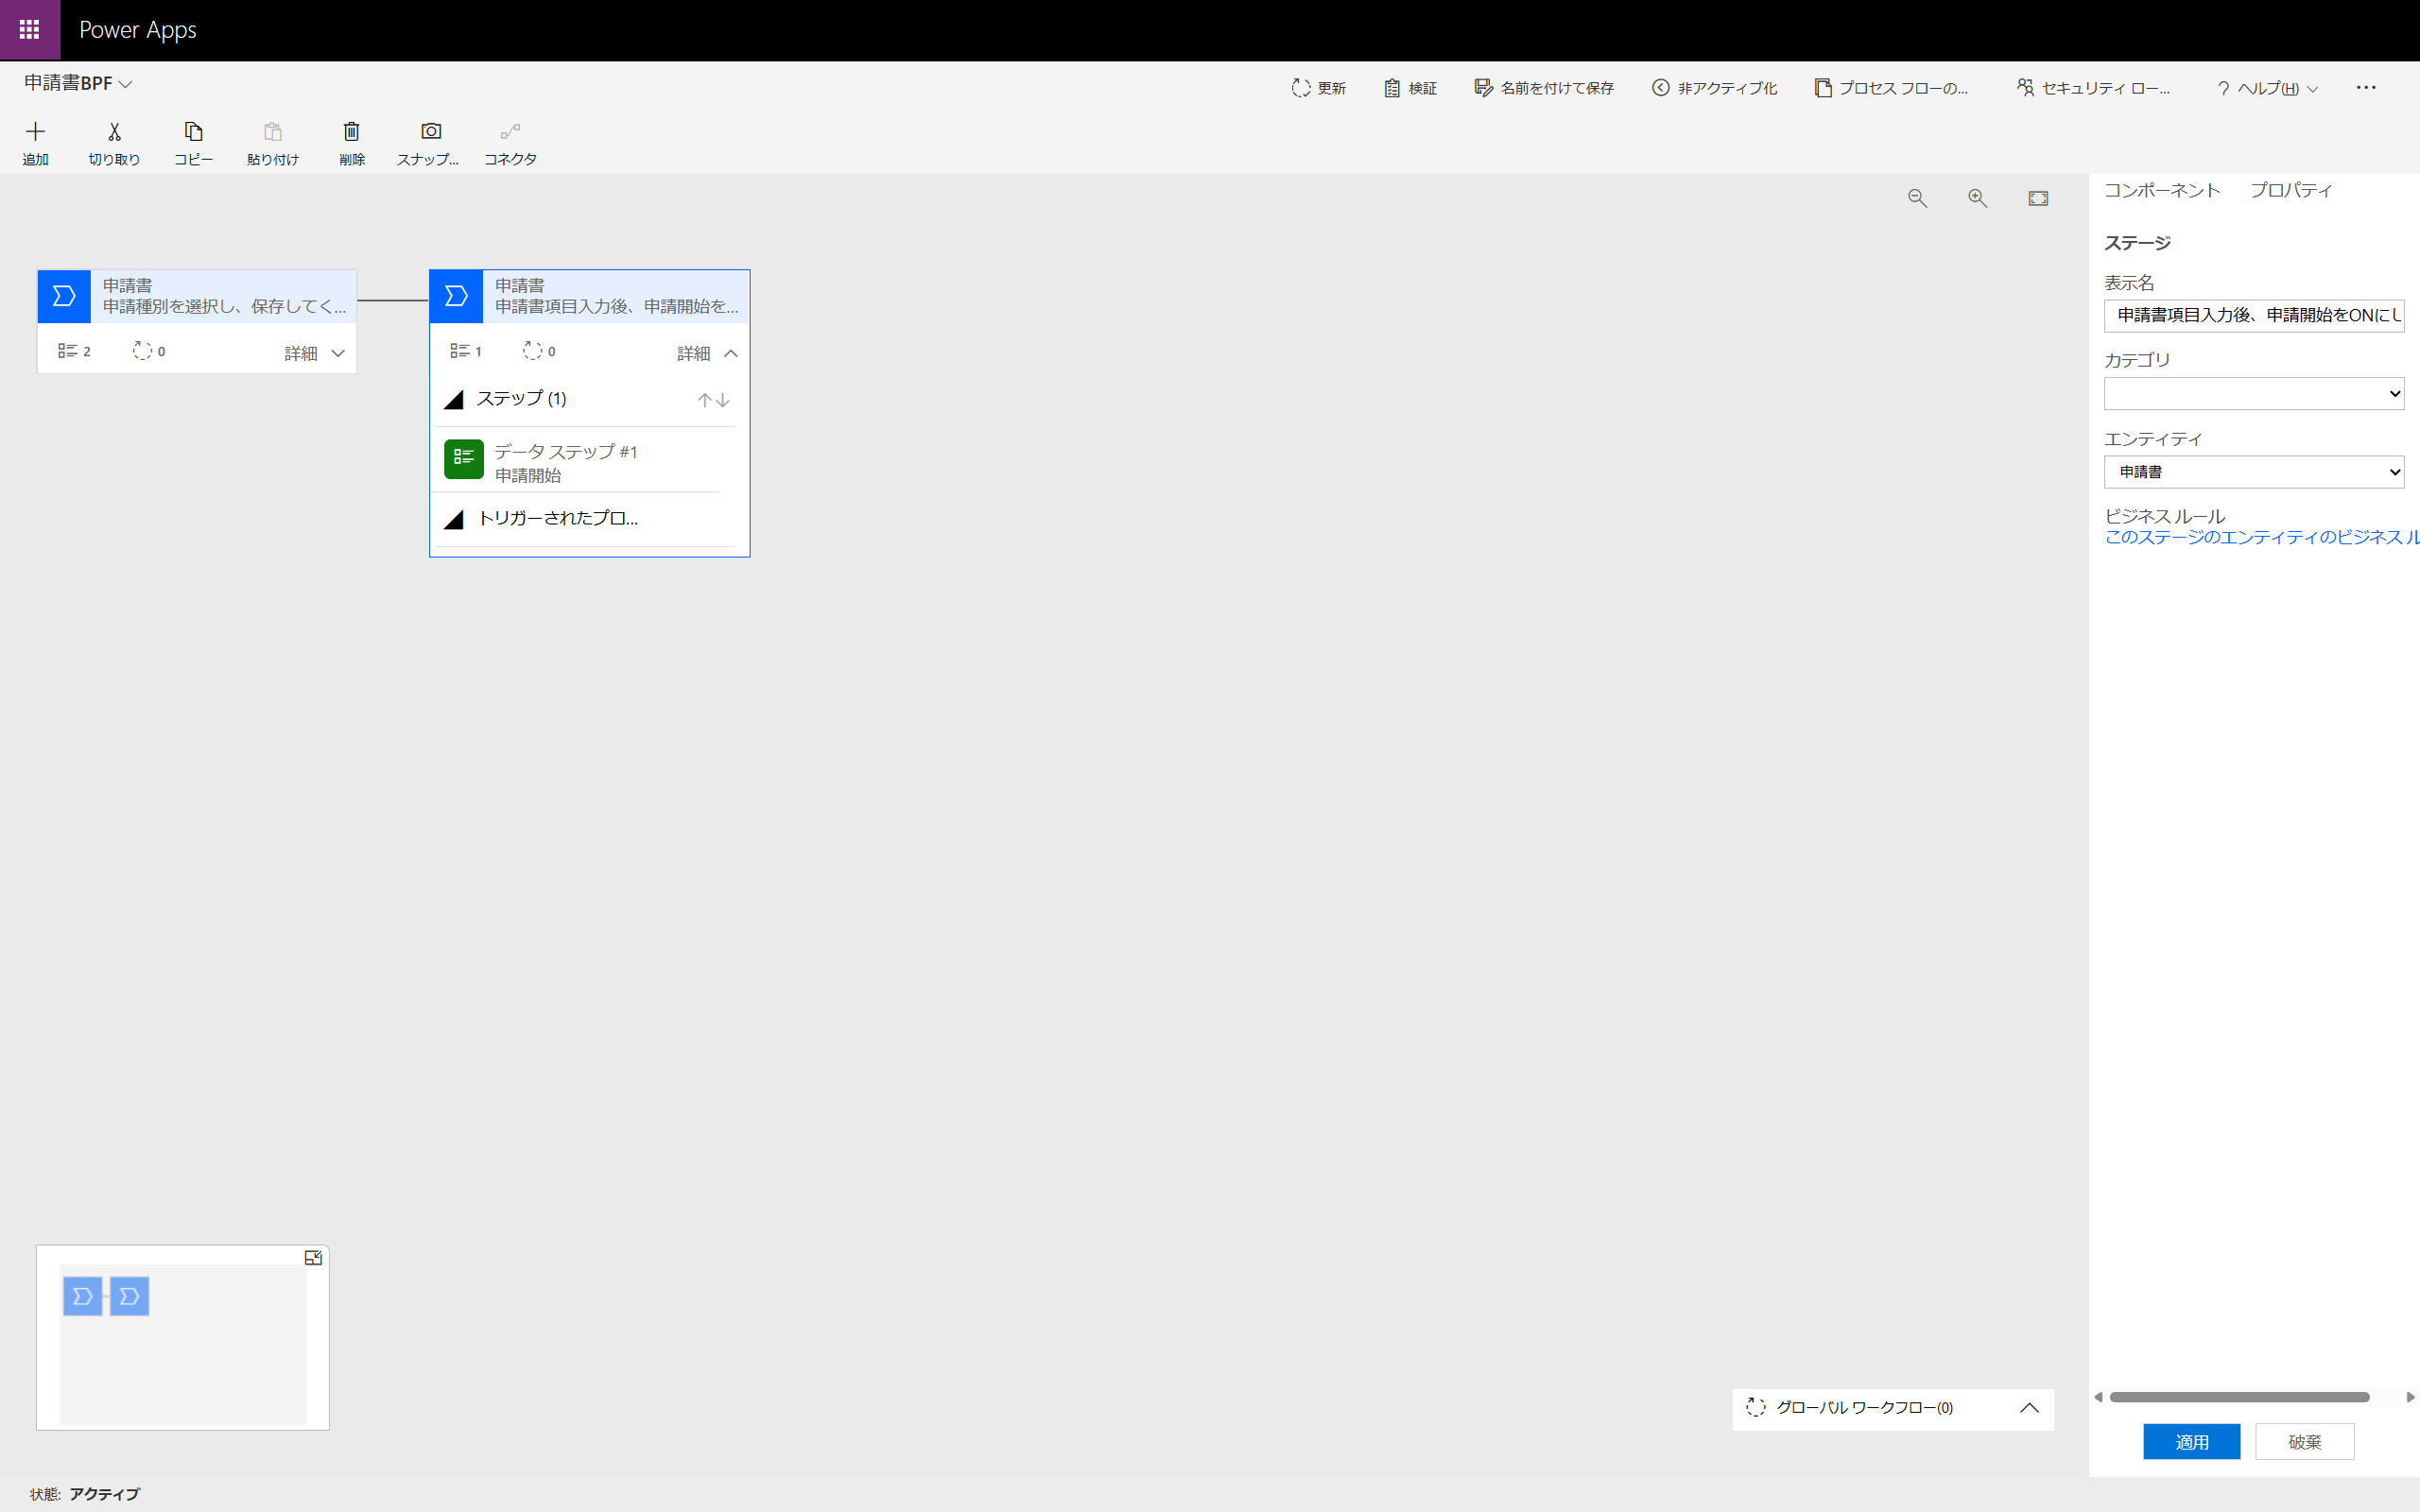 Power Apps
申請書BPF
更新
検証
名前を付けて保存
非アクティブ化
プロセス フローの...
セキュリティ ロー...
? ヘルプ(H)
追加
切り取り
コピー
貼り付け
削除
スナップ...
コネクタ
コンポーネント
プロパティ
申請書
申請種別を選択し、保存してく...
2
0
詳細
申請書
申請書項目入力後、申請開始を...
1
0
詳細
ステップ (1)
データ ステップ #1
申請開始
トリガーされたプロ...
ステージ
表示名
申請書項目入力後、申請開始をONにし
カテゴリ
エンティティ
申請書
ビジネス ルール
このステージのエンティティのビジネス ル
グローバル ワークフロー(0)
適用
破棄
状態: アクティブ